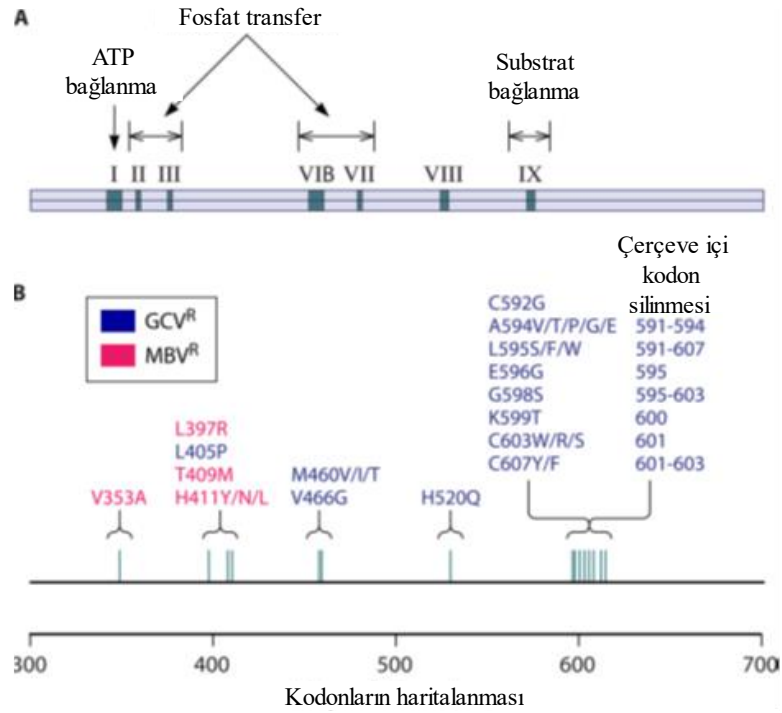 A
Fosfat transfer
ATP
bağlanma
Substrat
bağlanma
I II III VIB VII VIII IX
B
GCVR
MBVR
Çerçeve içi
kodon
silinmesi
V353A
L397R
L405P
T409M
H411Y/N/L
M460V/I/T
V466G
H520Q
C592G
A594V/T/P/G/E 591-594
L595S/F/W 591-607
E596G 595
G598S 595-603
K599T 600
C603W/R/S 601
C607Y/F 601-603
300 400 500 600 700
Kodonların haritalanması